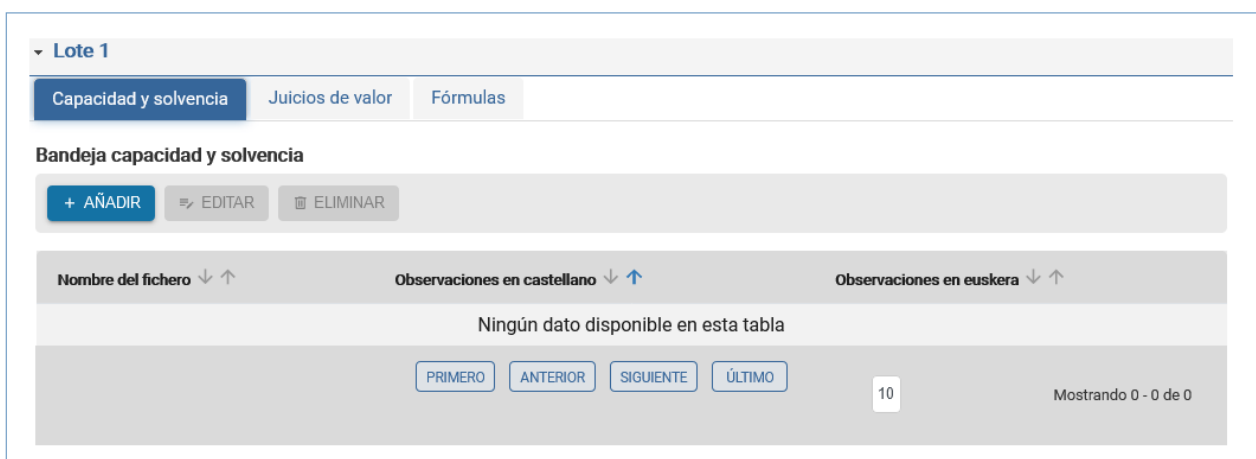 Lote 1
Capacidad y solvencia Juicios de valor Fórmulas
Bandeja capacidad y solvencia
+ AÑADIR EDITAR ELIMINAR
Nombre del fichero Observaciones en castellano Observaciones en euskera
Ningún dato disponible en esta tabla
PRIMERO ANTERIOR SIGUIENTE ÚLTIMO 10 Mostrando 0 - 0 de 0